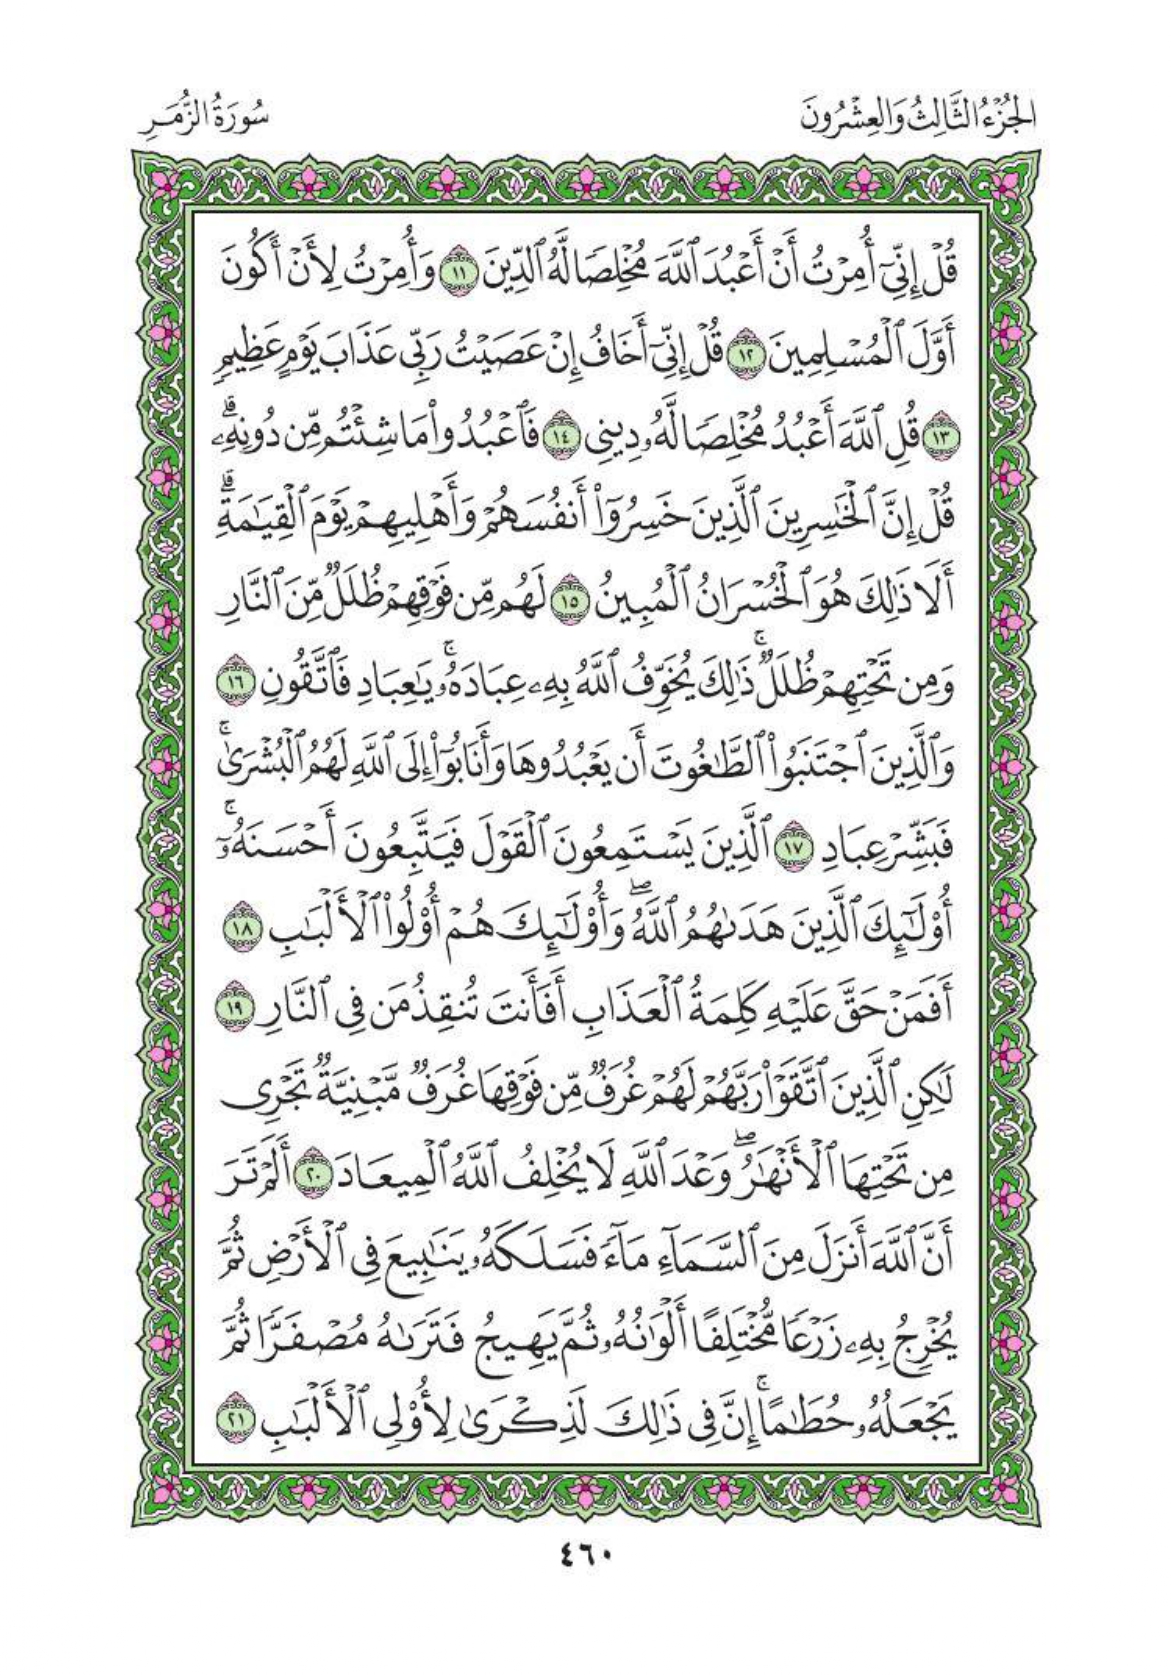 الجُزْءُ الثَّالِثُ وَالعِشْرُونَ
سُورَةُ الزُّمَرِ
قُلْ إِنِّيٓ أُمِرْتُ أَنْ أَعْبُدَ ٱللَّهَ مُخْلِصًا لَّهُ ٱلدِّينَ ١١ وَأُمِرْتُ لِأَنْ أَكُونَ
أَوَّلَ ٱلْمُسْلِمِينَ ١٢ قُلْ إِنِّيٓ أَخَافُ إِنْ عَصَيْتُ رَبِّي عَذَابَ يَوْمٍ عَظِيمٍ
١٣ قُلِ ٱللَّهَ أَعْبُدُ مُخْلِصًا لَّهُۥ دِينِي ١٤ فَٱعْبُدُوا۟ مَا شِئْتُم مِّن دُونِهِۦۗ
قُلْ إِنَّ ٱلْخَٰسِرِينَ ٱلَّذِينَ خَسِرُوٓا۟ أَنفُسَهُمْ وَأَهْلِيهِمْ يَوْمَ ٱلْقِيَٰمَةِۗ
أَلَا ذَٰلِكَ هُوَ ٱلْخُسْرَانُ ٱلْمُبِينُ ١٥ لَهُم مِّن فَوْقِهِمْ ظُلَلٌ مِّنَ ٱلنَّارِ
وَمِن تَحْتِهِمْ ظُلَلٌۚ ذَٰلِكَ يُخَوِّفُ ٱللَّهُ بِهِۦ عِبَادَهُۥۚ يَٰعِبَادِ فَٱتَّقُونِ ١٦
وَٱلَّذِينَ ٱجْتَنَبُوا۟ ٱلطَّٰغُوتَ أَن يَعْبُدُوهَا وَأَنَابُوٓا۟ إِلَى ٱللَّهِ لَهُمُ ٱلْبُشْرَىٰۚ
فَبَشِّرْ عِبَادِ ١٧ ٱلَّذِينَ يَسْتَمِعُونَ ٱلْقَوْلَ فَيَتَّبِعُونَ أَحْسَنَهُۥٓۚ
أُو۟لَٰٓئِكَ ٱلَّذِينَ هَدَىٰهُمُ ٱللَّهُۖ وَأُو۟لَٰٓئِكَ هُمْ أُو۟لُوا۟ ٱلْأَلْبَٰبِ ١٨
أَفَمَنْ حَقَّ عَلَيْهِ كَلِمَةُ ٱلْعَذَابِ أَفَأَنتَ تُنقِذُ مَن فِي ٱلنَّارِ ١٩
لَٰكِنِ ٱلَّذِينَ ٱتَّقَوْا۟ رَبَّهُمْ لَهُمْ غُرَفٌ مِّن فَوْقِهَا غُرَفٌ مَّبْنِيَّةٌ تَجْرِي
مِن تَحْتِهَا ٱلْأَنْهَٰرُۖ وَعْدَ ٱللَّهِ لَا يُخْلِفُ ٱللَّهُ ٱلْمِيعَادَ ٢٠ أَلَمْ تَرَ
أَنَّ ٱللَّهَ أَنزَلَ مِنَ ٱلسَّمَآءِ مَآءً فَسَلَكَهُۥ يَنَٰبِيعَ فِي ٱلْأَرْضِ ثُمَّ
يُخْرِجُ بِهِۦ زَرْعًا مُّخْتَلِفًا أَلْوَٰنُهُۥ ثُمَّ يَهِيجُ فَتَرَىٰهُ مُصْفَرًّا ثُمَّ
يَجْعَلُهُۥ حُطَٰمًاۚ إِنَّ فِي ذَٰلِكَ لَذِكْرَىٰ لِأُو۟لِي ٱلْأَلْبَٰبِ ٢١
٤٦٠